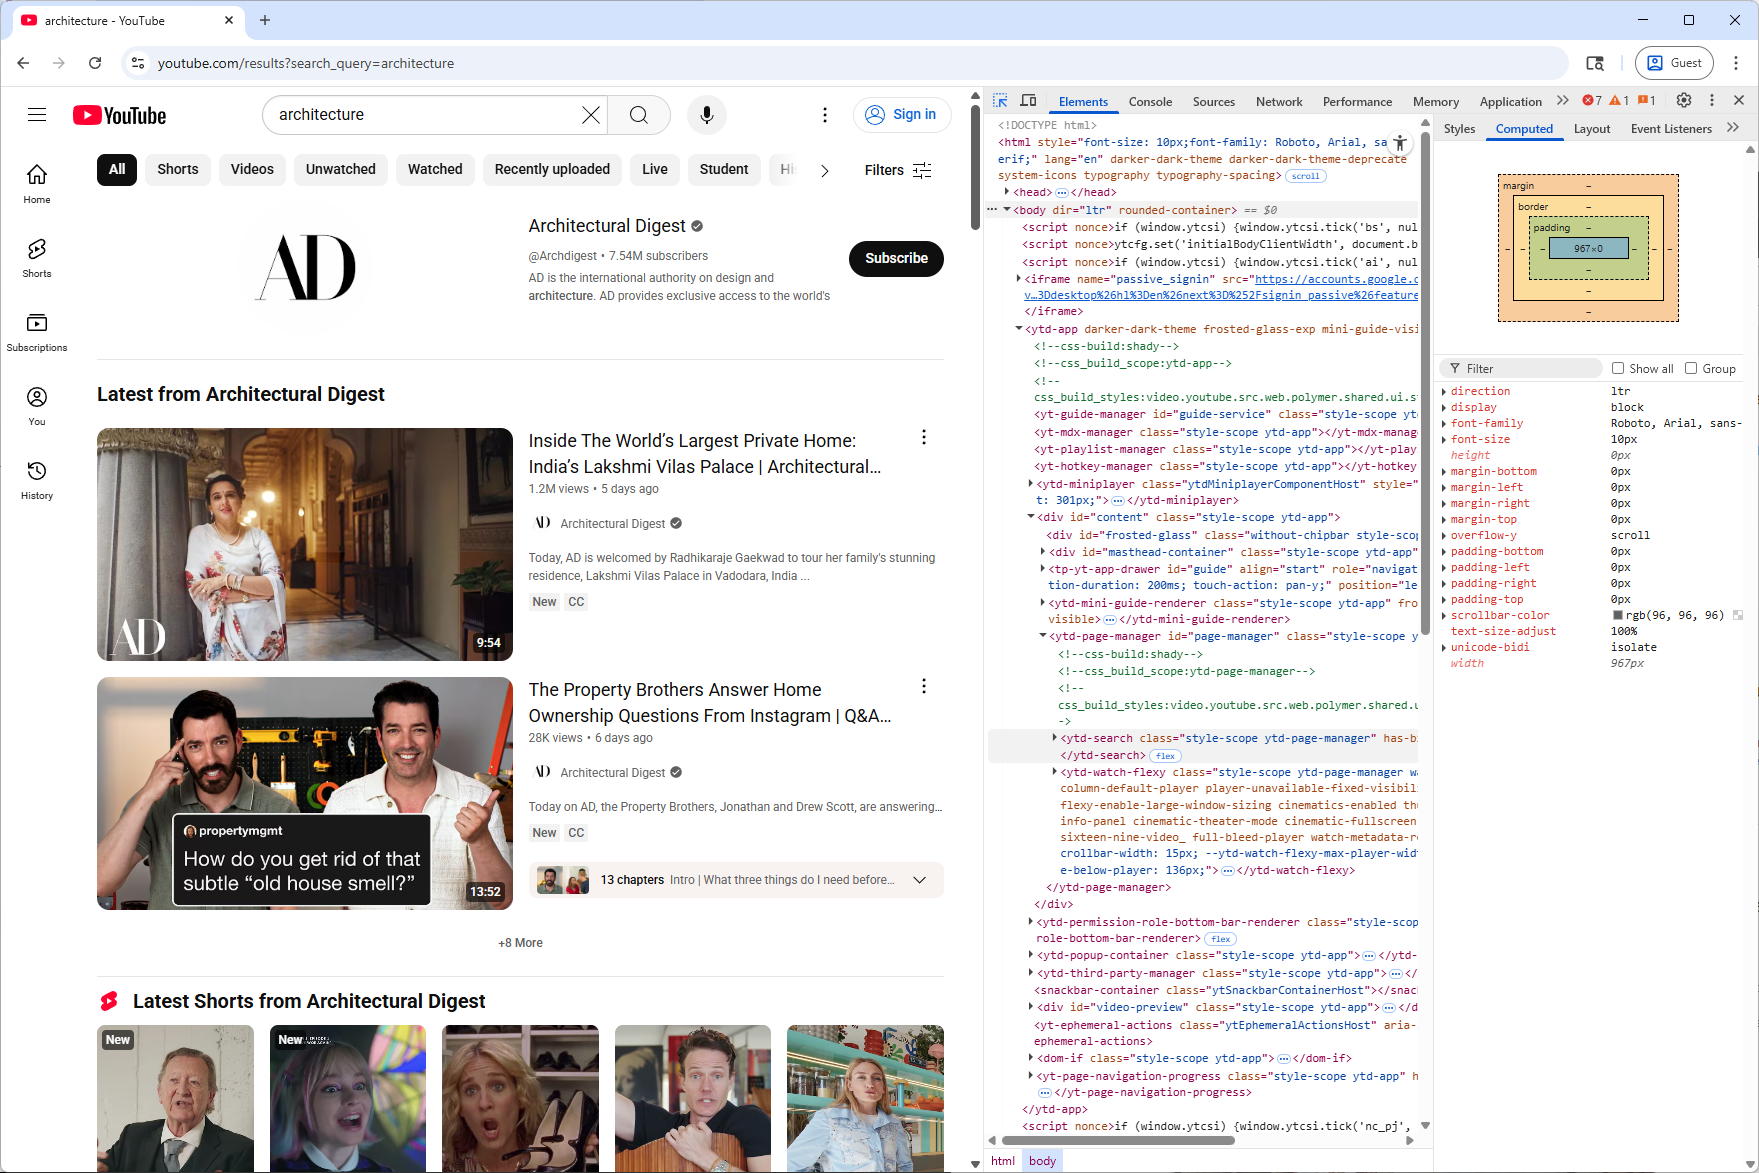 architecture - YouTube
youtube.com/results?search_query=architecture
Guest
YouTube
architecture
Sign in
Home
Shorts
Subscriptions
You
History
All
Shorts
Videos
Unwatched
Watched
Recently uploaded
Live
Student
Filters
AD
Architectural Digest
@Archdigest • 7.54M subscribers
AD is the international authority on design and
architecture. AD provides exclusive access to the world's
Subscribe
Latest from Architectural Digest
AD
9:54
Inside The World's Largest Private Home:
India's Lakshmi Vilas Palace | Architectural...
1.2M views • 5 days ago
AD Architectural Digest
Today, AD is welcomed by Radhikaraje Gaekwad to tour her family's stunning
residence, Lakshmi Vilas Palace in Vadodara, India ...
New CC
propertymgmt
How do you get rid of that
subtle “old house smell?”
13:52
The Property Brothers Answer Home
Ownership Questions From Instagram | Q&A...
28K views • 6 days ago
AD Architectural Digest
Today on AD, the Property Brothers, Jonathan and Drew Scott, are answering...
New CC
13 chapters Intro | What three things do I need before...
+8 More
Latest Shorts from Architectural Digest
New
New
Elements Console Sources Network Performance Memory Application 7 1 1
<!DOCTYPE html>
<html style="font-size: 10px;font-family: Roboto, Arial, sa
erif;" lang="en" darker-dark-theme darker-dark-theme-deprecate
system-icons typography typography-spacing> scroll
<head> ··· </head>
<body dir="ltr" rounded-container> == $0
<script nonce>if (window.ytcsi) {window.ytcsi.tick('bs', nul
<script nonce>ytcfg.set('initialBodyClientWidth', document.b
<script nonce>if (window.ytcsi) {window.ytcsi.tick('ai', nul
<iframe name="passive_signin" src="https://accounts.google.c
v…3Ddesktop%26hl%3Den%26next%3D%252Fsignin_passive%26feature
</iframe>
<ytd-app darker-dark-theme frosted-glass-exp mini-guide-visi
<!--css-build:shady-->
<!--css_build_scope:ytd-app-->
<!--
css_build_styles:video.youtube.src.web.polymer.shared.ui.s
<yt-guide-manager id="guide-service" class="style-scope yt
<yt-mdx-manager class="style-scope ytd-app"></yt-mdx-mana
<yt-playlist-manager class="style-scope ytd-app"></yt-play
<yt-hotkey-manager class="style-scope ytd-app"></yt-hotkey
<ytd-miniplayer class="ytdMiniplayerComponentHost" style="
t: 301px;"> ··· </ytd-miniplayer>
<div id="content" class="style-scope ytd-app">
<div id="frosted-glass" class="without-chipbar style-scop
<div id="masthead-container" class="style-scope ytd-app"
<tp-yt-app-drawer id="guide" align="start" role="navigat
tion-duration: 200ms; touch-action: pan-y;" position="le
<ytd-mini-guide-renderer class="style-scope ytd-app" fro
visible> ··· </ytd-mini-guide-renderer>
<ytd-page-manager id="page-manager" class="style-scope y
<!--css-build:shady-->
<!--css_build_scope:ytd-page-manager-->
<!--
css_build_styles:video.youtube.src.web.polymer.shared.u
->
<ytd-search class="style-scope ytd-page-manager" has-b
</ytd-search> flex
<ytd-watch-flexy class="style-scope ytd-page-manager w
column-default-player player-unavailable-fixed-visibili
flexy-enable-large-window-sizing cinematics-enabled th
info-panel cinematic-theater-mode cinematic-fullscreen
sixteen-nine-video_ full-bleed-player watch-metadata-r
crollbar-width: 15px; --ytd-watch-flexy-max-player-wid
e-below-player: 136px;"> ··· </ytd-watch-flexy>
</ytd-page-manager>
</div>
<ytd-permission-role-bottom-bar-renderer class="style-scop
role-bottom-bar-renderer> flex
<ytd-popup-container class="style-scope ytd-app"> ··· </ytd-
<ytd-third-party-manager class="style-scope ytd-app"> ··· </
<snackbar-container class="ytSnackbarContainerHost"></snac
<div id="video-preview" class="style-scope ytd-app"> ··· </d
<yt-ephemeral-actions class="ytEphemeralActionsHost" aria-
ephemeral-actions>
<dom-if class="style-scope ytd-app"> ··· </dom-if>
<yt-page-navigation-progress class="style-scope ytd-app" h
··· </yt-page-navigation-progress>
</ytd-app>
<script nonce>if (window.ytcsi) {window.ytcsi.tick('nc_pj',
html body
Styles Computed Layout Event Listeners
margin –
border –
padding –
– – – 967×0 – – –
–
–
–
Filter Show all Group
direction ltr
display block
font-family Roboto, Arial, sans-
font-size 10px
height 0px
margin-bottom 0px
margin-left 0px
margin-right 0px
margin-top 0px
overflow-y scroll
padding-bottom 0px
padding-left 0px
padding-right 0px
padding-top 0px
scrollbar-color rgb(96, 96, 96)
text-size-adjust 100%
unicode-bidi isolate
width 967px